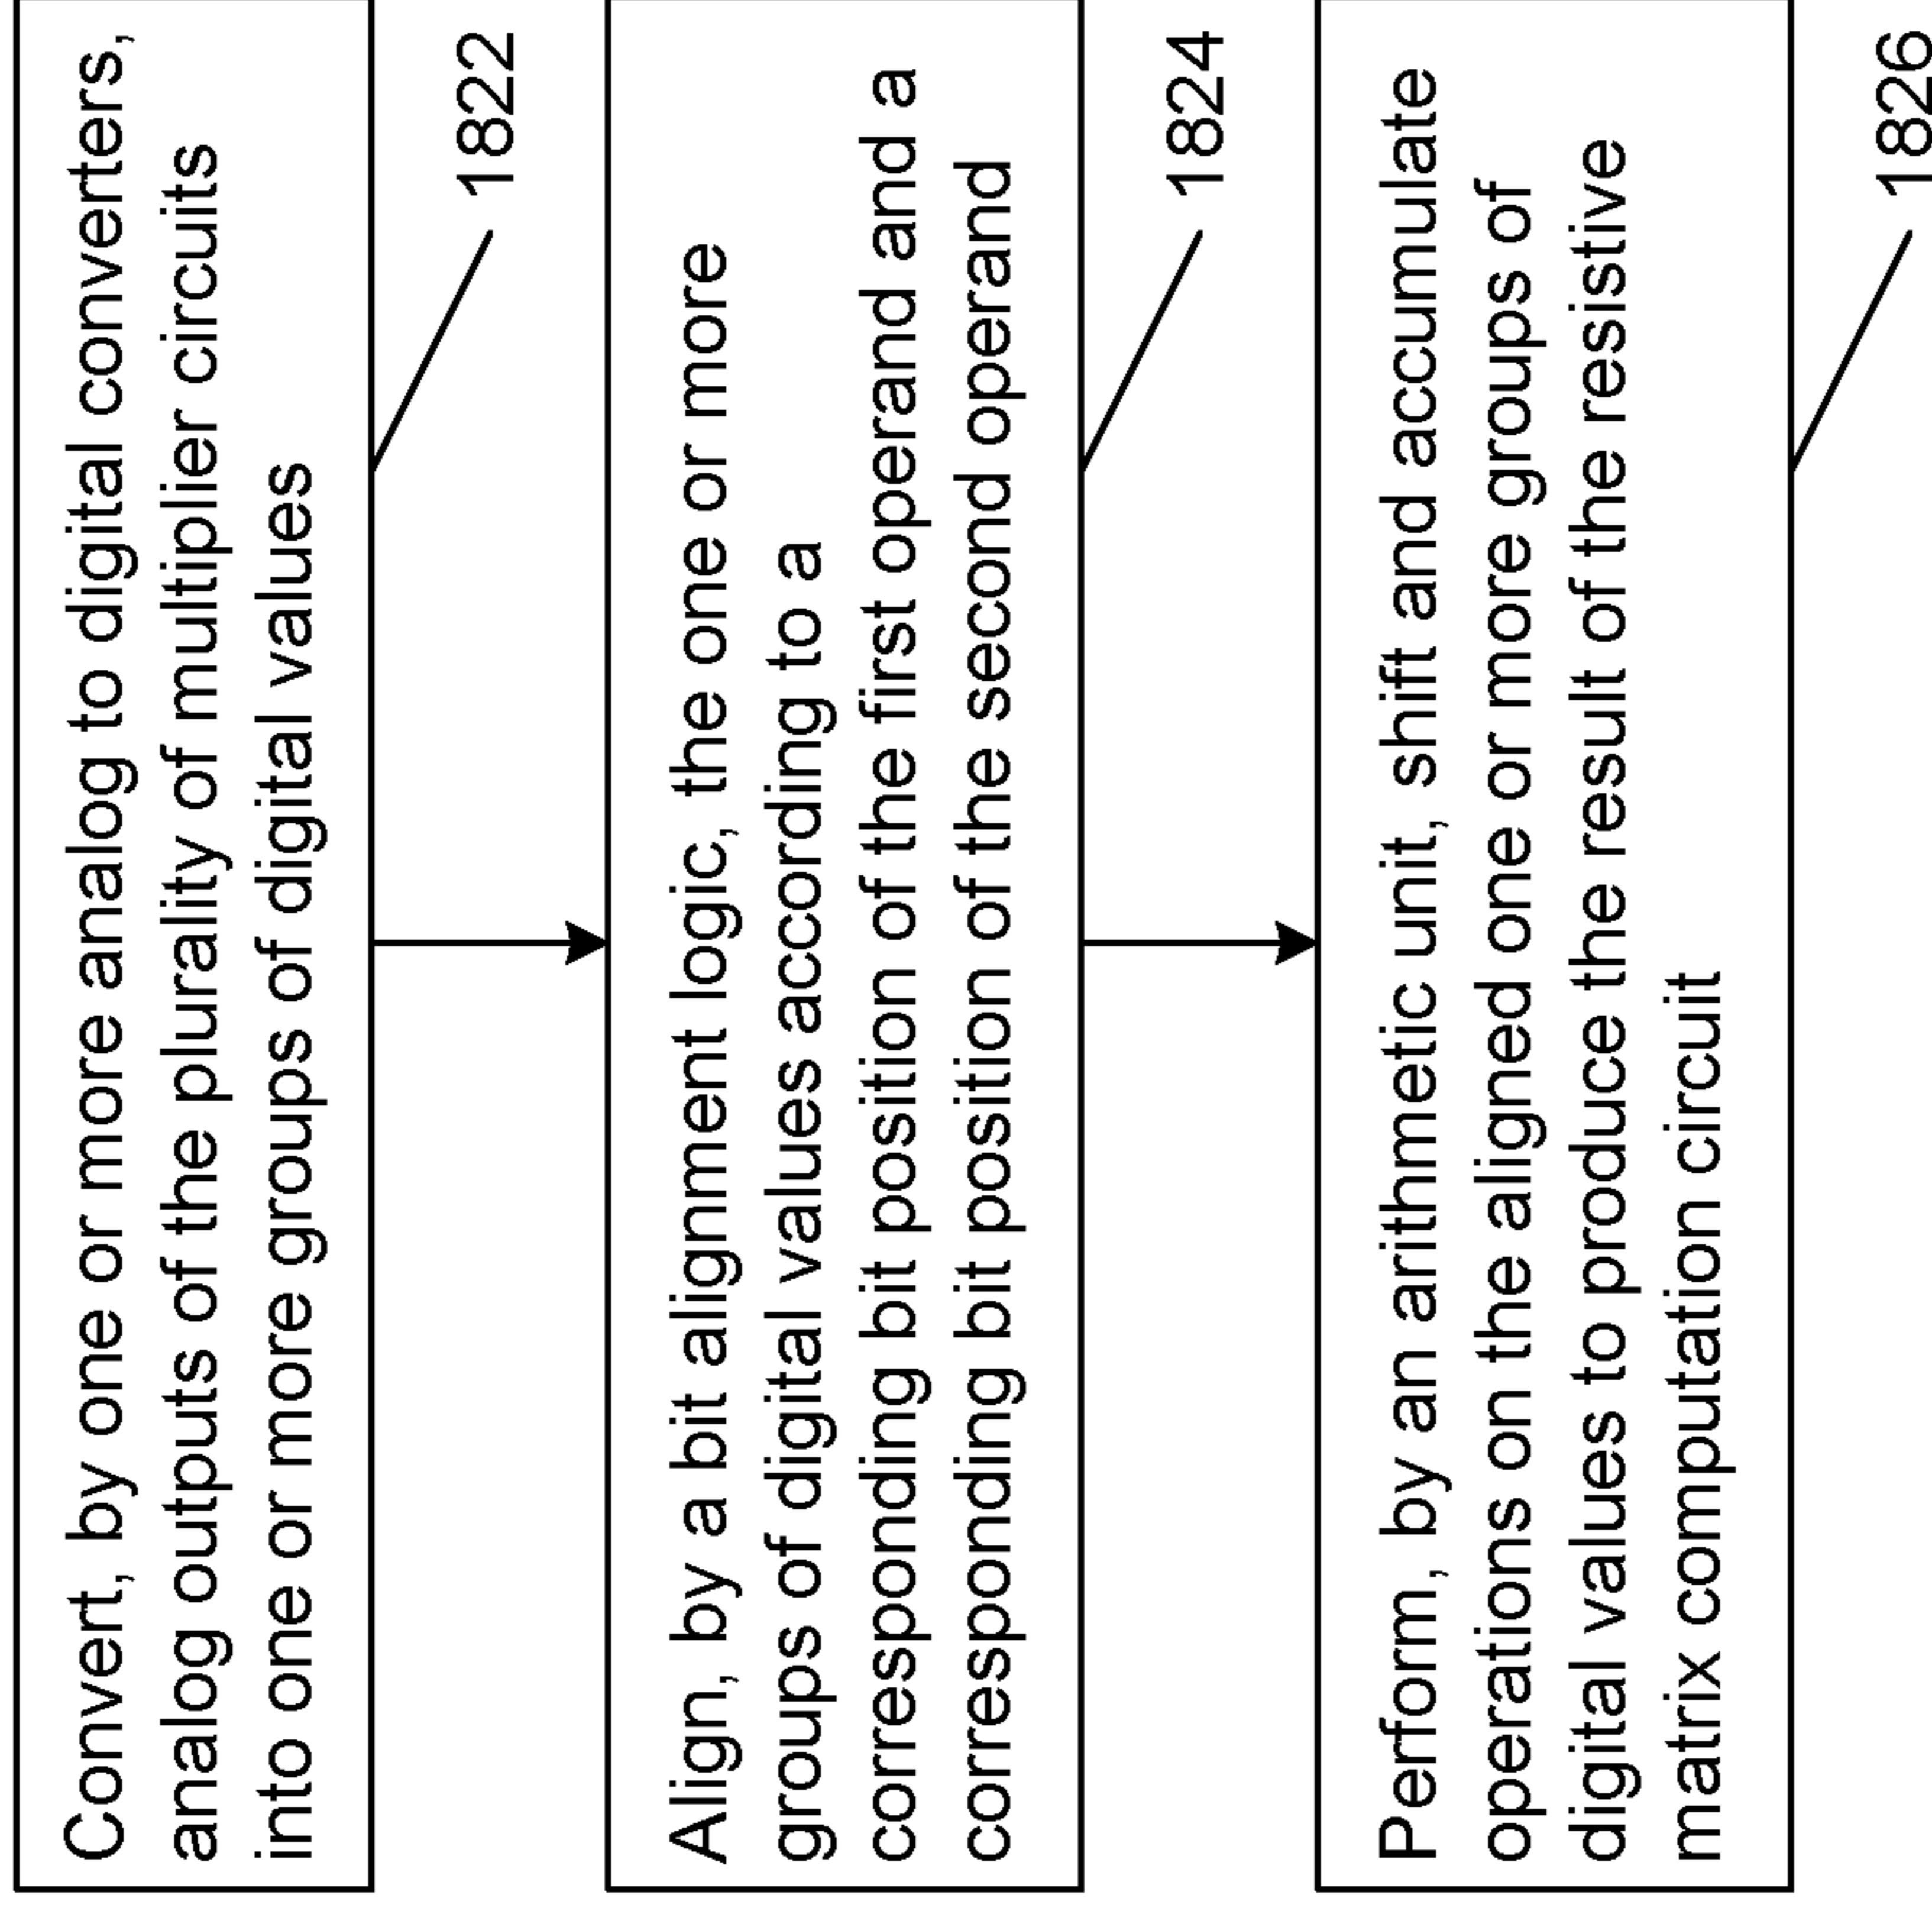 Convert, by one or more analog to digital converters,
analog outputs of the plurality of multiplier circuits
into one or more groups of digital values
1822
Align, by a bit alignment logic, the one or more
groups of digital values according to a
corresponding bit position of the first operand and a
corresponding bit position of the second operand
1824
Perform, by an arithmetic unit, shift and accumulate
operations on the aligned one or more groups of
digital values to produce the result of the resistive
matrix computation circuit
1826